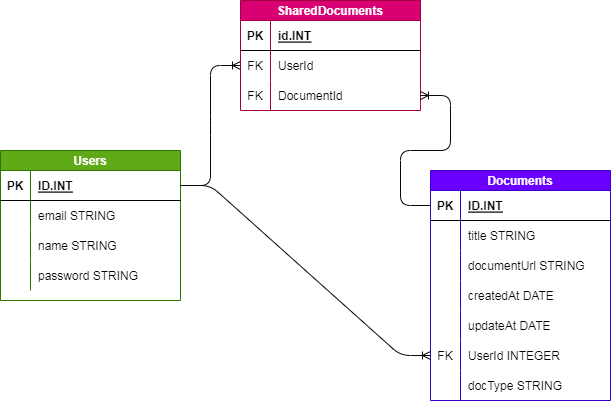 SharedDocuments
PK id.INT
FK UserId
FK DocumentId
Users
PK ID.INT
email STRING
name STRING
password STRING
Documents
PK ID.INT
title STRING
documentUrl STRING
createdAt DATE
updateAt DATE
FK UserId INTEGER
docType STRING